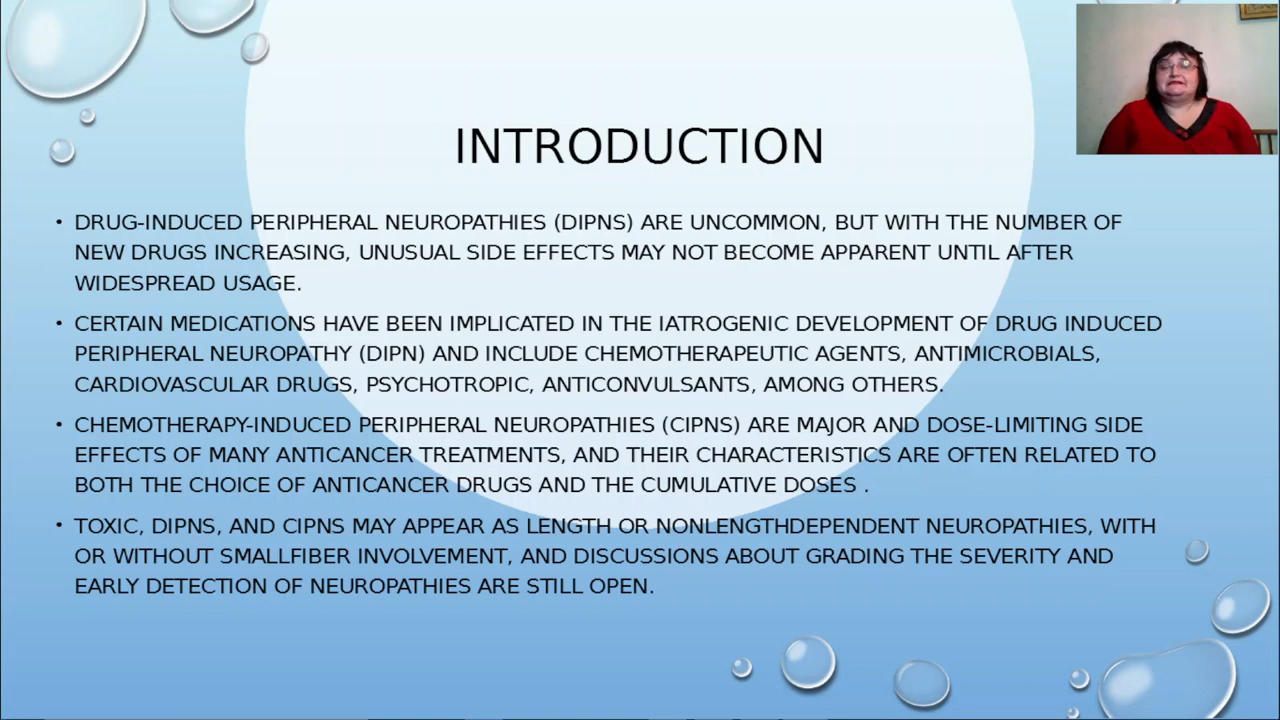 INTRODUCTION
• DRUG-INDUCED PERIPHERAL NEUROPATHIES (DIPNS) ARE UNCOMMON, BUT WITH THE NUMBER OF
NEW DRUGS INCREASING, UNUSUAL SIDE EFFECTS MAY NOT BECOME APPARENT UNTIL AFTER
WIDESPREAD USAGE.
• CERTAIN MEDICATIONS HAVE BEEN IMPLICATED IN THE IATROGENIC DEVELOPMENT OF DRUG INDUCED
PERIPHERAL NEUROPATHY (DIPN) AND INCLUDE CHEMOTHERAPEUTIC AGENTS, ANTIMICROBIALS,
CARDIOVASCULAR DRUGS, PSYCHOTROPIC, ANTICONVULSANTS, AMONG OTHERS.
• CHEMOTHERAPY-INDUCED PERIPHERAL NEUROPATHIES (CIPNS) ARE MAJOR AND DOSE-LIMITING SIDE
EFFECTS OF MANY ANTICANCER TREATMENTS, AND THEIR CHARACTERISTICS ARE OFTEN RELATED TO
BOTH THE CHOICE OF ANTICANCER DRUGS AND THE CUMULATIVE DOSES .
• TOXIC, DIPNS, AND CIPNS MAY APPEAR AS LENGTH OR NONLENGTHDEPENDENT NEUROPATHIES, WITH
OR WITHOUT SMALLFIBER INVOLVEMENT, AND DISCUSSIONS ABOUT GRADING THE SEVERITY AND
EARLY DETECTION OF NEUROPATHIES ARE STILL OPEN.